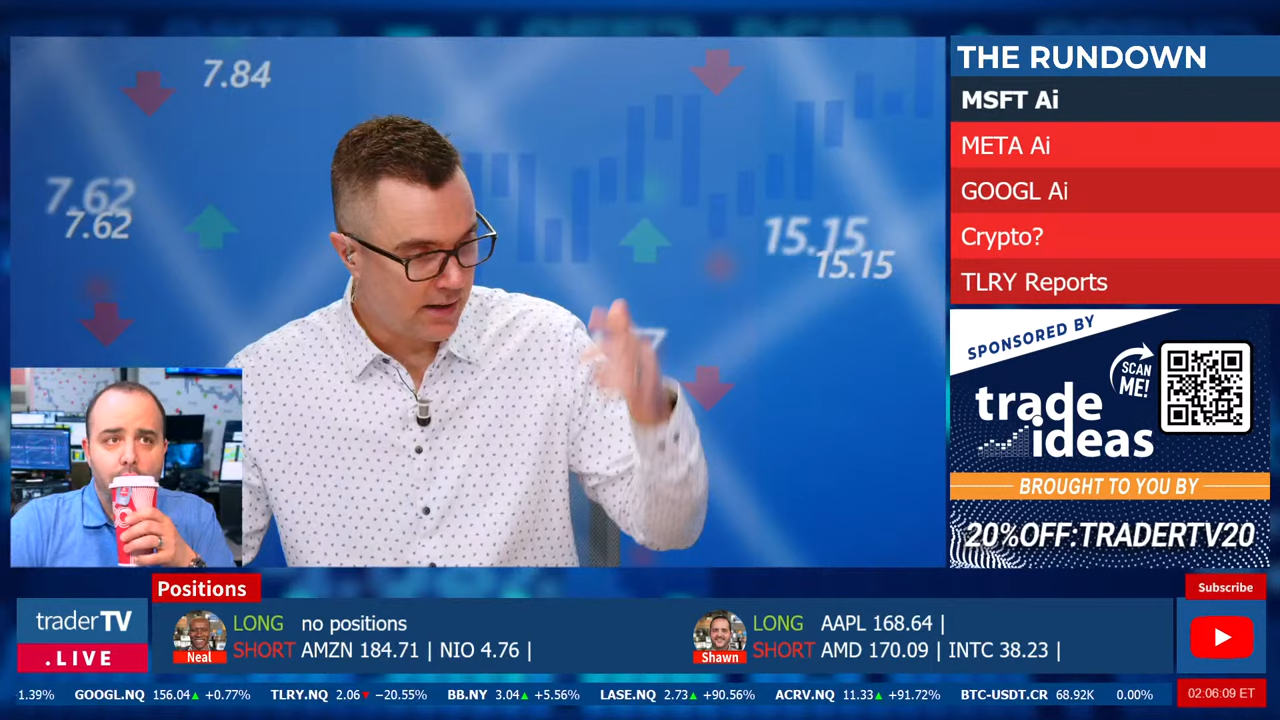 7.84
7.62
7.62
15.15
15.15
THE RUNDOWN
MSFT Ai
META Ai
GOOGL Ai
Crypto?
TLRY Reports
SPONSORED BY
SCAN
ME!
trade
ideas
BROUGHT TO YOU BY
20%OFF:TRADERTV20
Positions
Subscribe
traderTV
.LIVE
Neal
LONG no positions
SHORT AMZN 184.71 | NIO 4.76 |
Shawn
LONG AAPL 168.64 |
SHORT AMD 170.09 | INTC 38.23 |
1.39% GOOGL.NQ 156.04▲ +0.77% TLRY.NQ 2.06▼ −20.55% BB.NY 3.04▲ +5.56% LASE.NQ 2.73▲ +90.56% ACRV.NQ 11.33▲ +91.72% BTC-USDT.CR 68.92K 0.00%
02:06:09 ET